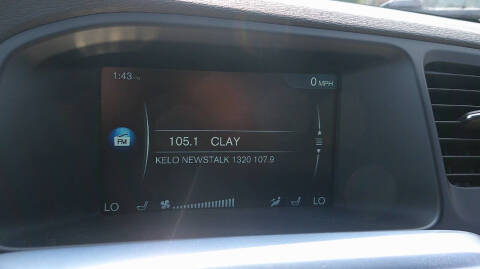 1:43
0 MPH
FM
105.1 CLAY
KELO NEWSTALK 1320 107.9
LO LO